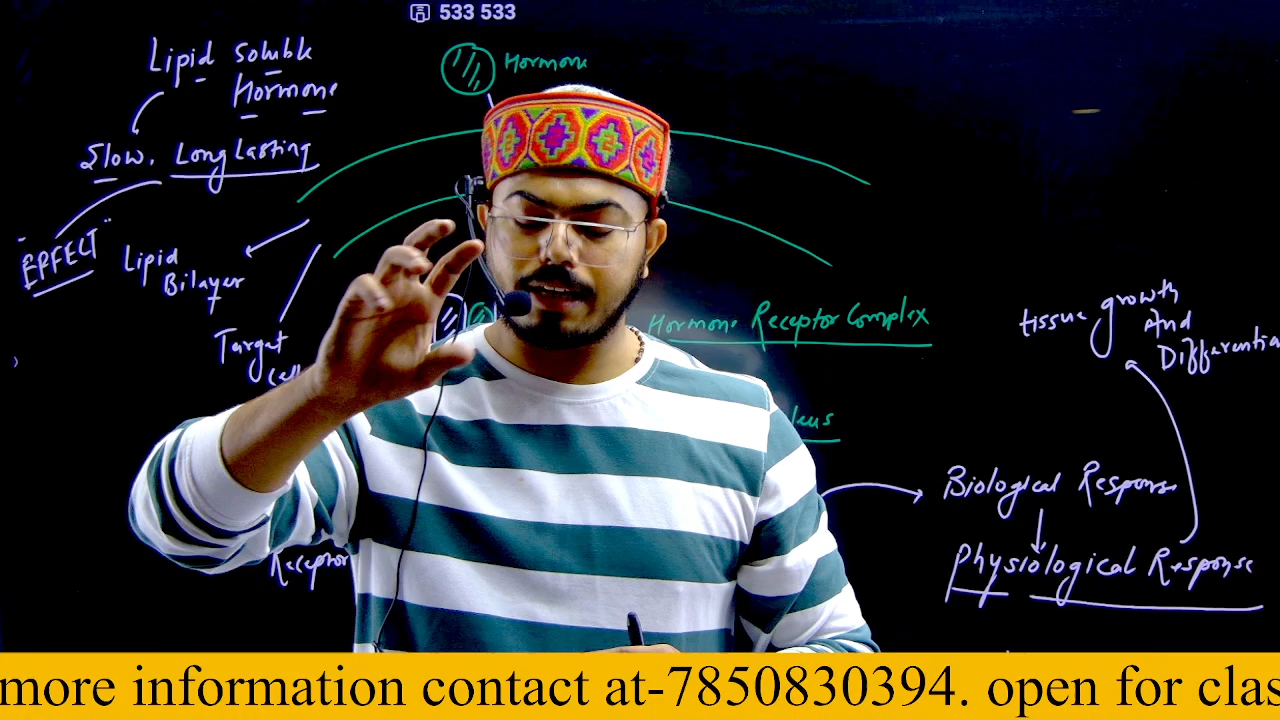 533 533
Lipid Soluble
Hormone
Slow. Long Lasting
"EFFECT"
Lipid
Bilayer
Target
Hormone
Hormone Receptor Complex
Receptor
tissue growth
And
Biological Response
Physiological Response
more information contact at-7850830394. open for clas